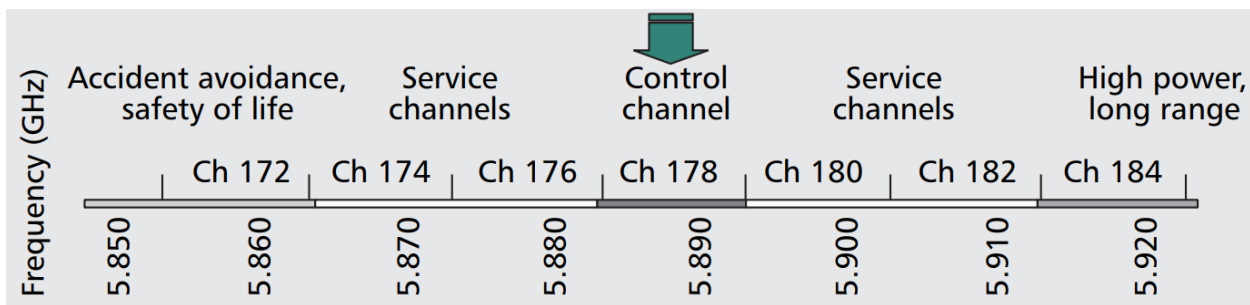 Frequency (GHz)
Accident avoidance,
safety of life
Service
channels
Control
channel
Service
channels
High power,
long range
Ch 172
Ch 174
Ch 176
Ch 178
Ch 180
Ch 182
Ch 184
5.850
5.860
5.870
5.880
5.890
5.900
5.910
5.920